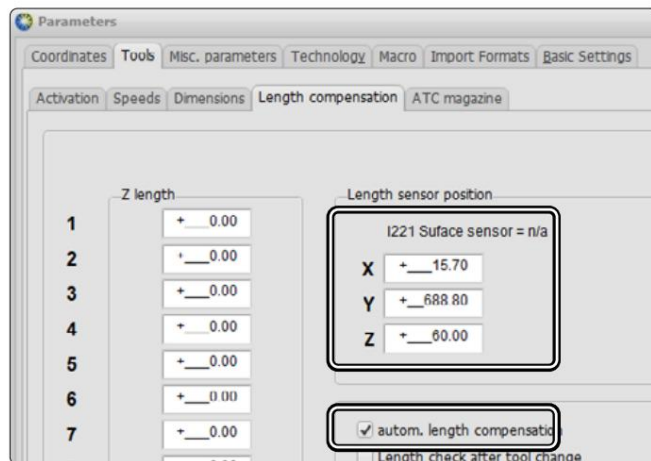 Parameters
Coordinates Tools Misc. parameters Technology Macro Import Formats Basic Settings
Activation Speeds Dimensions Length compensation ATC magazine
Z length
1 +___0.00
2 +___0.00
3 +___0.00
4 +___0.00
5 +___0.00
6 +___0.00
7 +___0.00
Length sensor position
I221 Suface sensor = n/a
X +___15.70
Y +__688.80
Z +___60.00
autom. length compensation
Length check after tool change